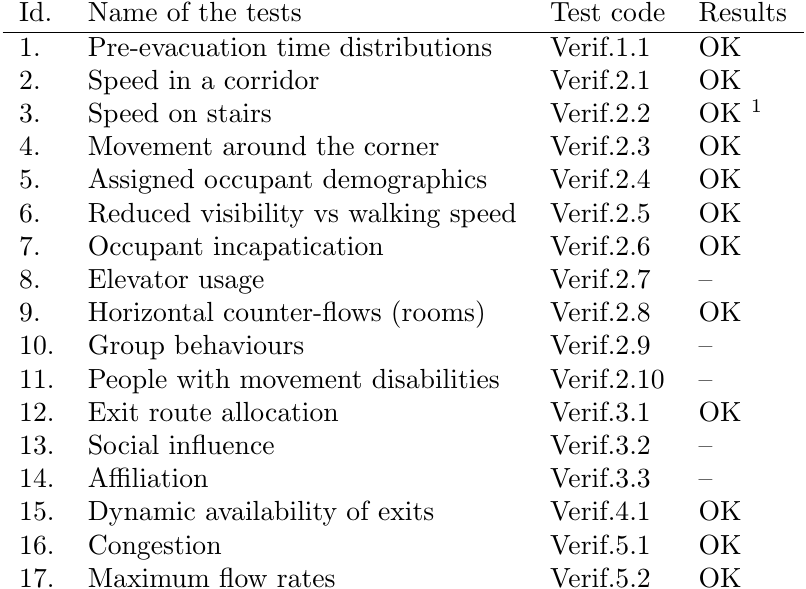 Id. Name of the tests Test code Results
1. Pre-evacuation time distributions Verif.1.1 OK
2. Speed in a corridor Verif.2.1 OK
3. Speed on stairs Verif.2.2 OK ¹
4. Movement around the corner Verif.2.3 OK
5. Assigned occupant demographics Verif.2.4 OK
6. Reduced visibility vs walking speed Verif.2.5 OK
7. Occupant incapatication Verif.2.6 OK
8. Elevator usage Verif.2.7 –
9. Horizontal counter-flows (rooms) Verif.2.8 OK
10. Group behaviours Verif.2.9 –
11. People with movement disabilities Verif.2.10 –
12. Exit route allocation Verif.3.1 OK
13. Social influence Verif.3.2 –
14. Affiliation Verif.3.3 –
15. Dynamic availability of exits Verif.4.1 OK
16. Congestion Verif.5.1 OK
17. Maximum flow rates Verif.5.2 OK